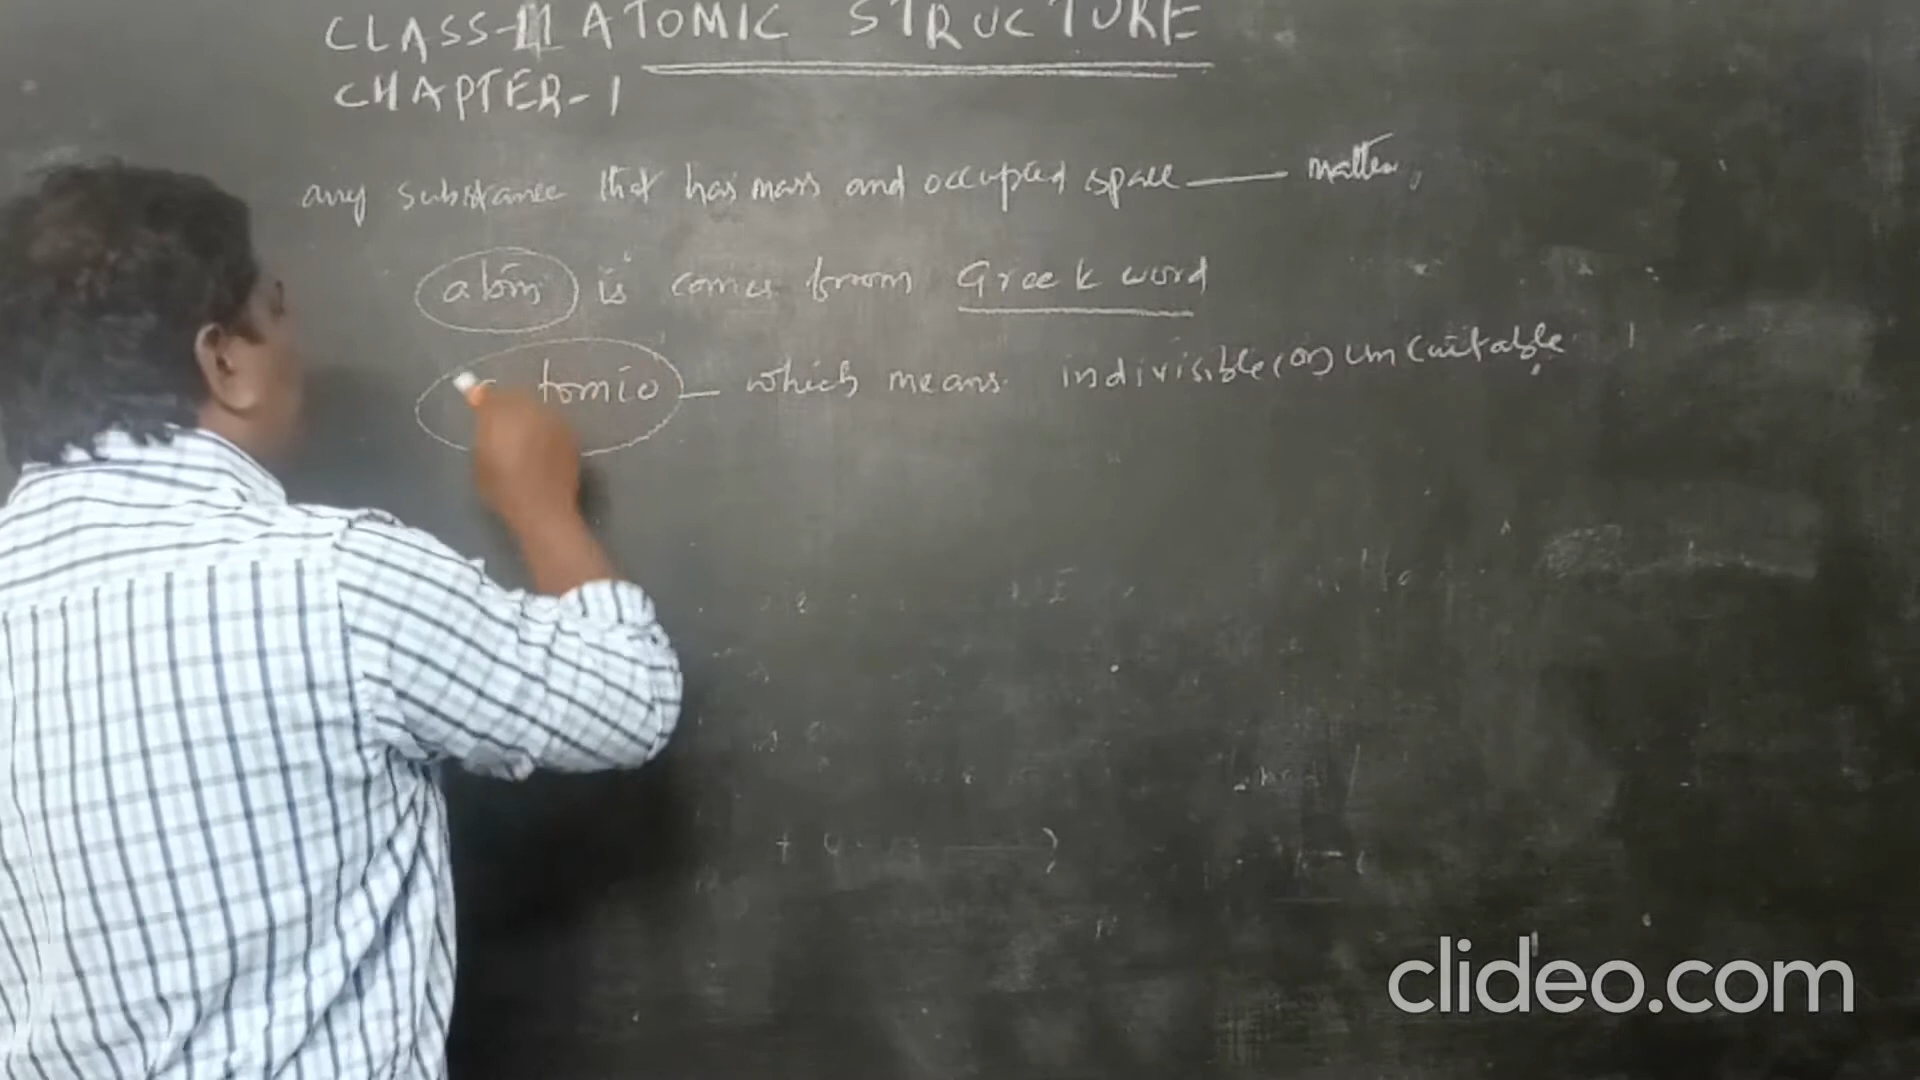 CLASS-11 ATOMIC STRUCTURE
CHAPTER-1
any substance that has mass and occupied space — matter,
atom is comes from Greek word
tomio — which means indivisible (or) uncuitable
clideo.com